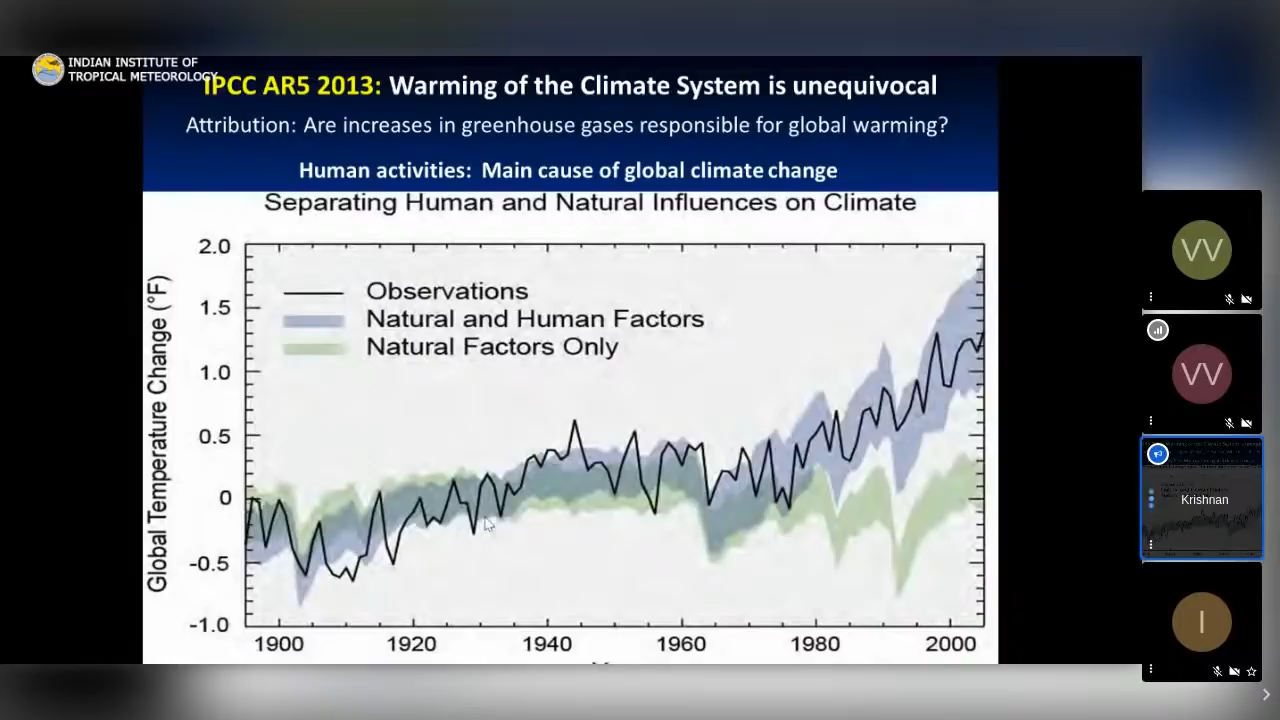 INDIAN INSTITUTE OF
TROPICAL METEOROLOGY
IPCC AR5 2013: Warming of the Climate System is unequivocal
Attribution: Are increases in greenhouse gases responsible for global warming?
Human activities: Main cause of global climate change
Separating Human and Natural Influences on Climate
Global Temperature Change (°F)
2.0
1.5
1.0
0.5
0
-0.5
-1.0
Observations
Natural and Human Factors
Natural Factors Only
1900
1920
1940
1960
1980
2000
VV
VV
Krishnan
I